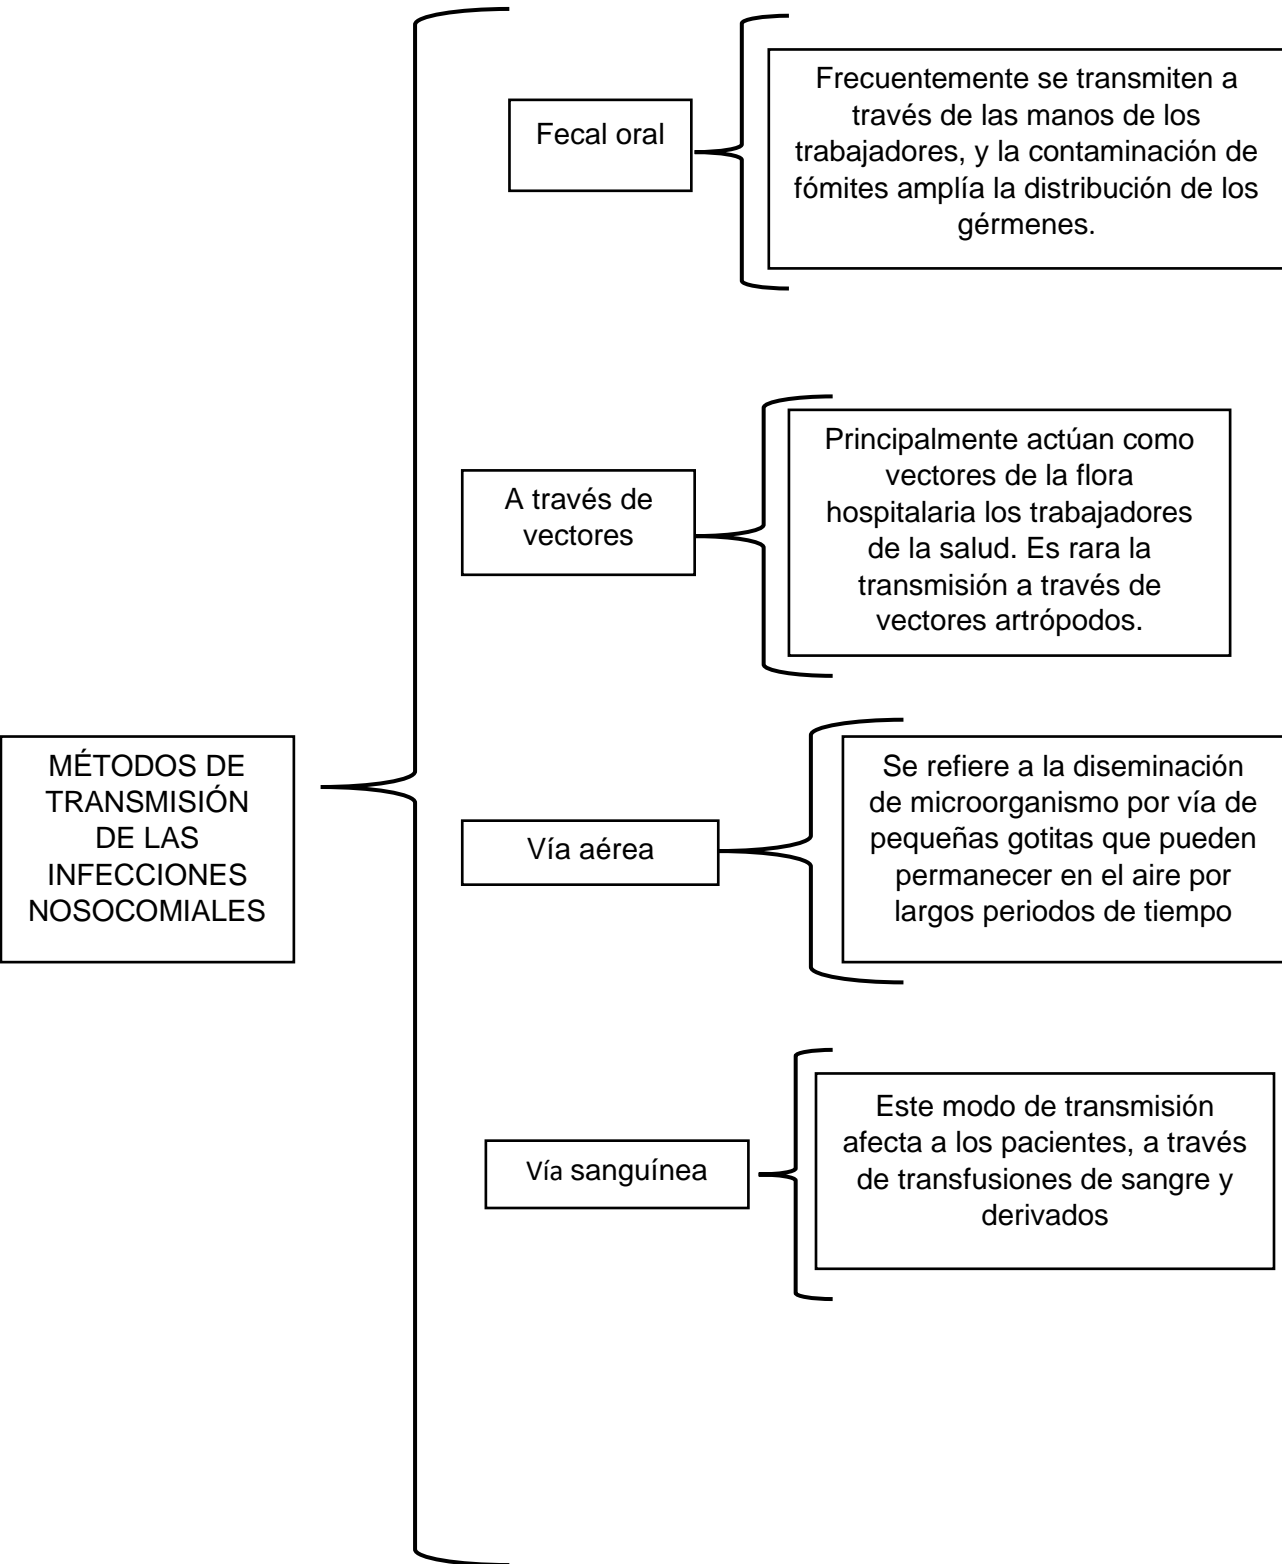 MÉTODOS DE
TRANSMISIÓN
DE LAS
INFECCIONES
NOSOCOMIALES
Fecal oral
Frecuentemente se transmiten a
través de las manos de los
trabajadores, y la contaminación de
fómites amplía la distribución de los
gérmenes.
A través de
vectores
Principalmente actúan como
vectores de la flora
hospitalaria los trabajadores
de la salud. Es rara la
transmisión a través de
vectores artrópodos.
Vía aérea
Se refiere a la diseminación
de microorganismo por vía de
pequeñas gotitas que pueden
permanecer en el aire por
largos periodos de tiempo
Vía sanguínea
Este modo de transmisión
afecta a los pacientes, a través
de transfusiones de sangre y
derivados